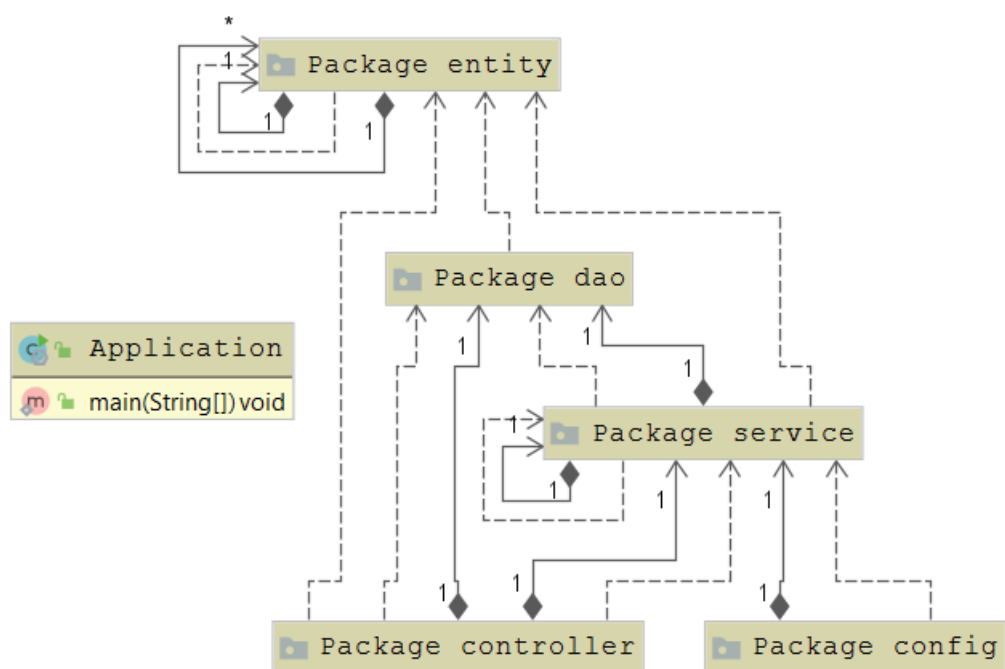 *
1
Package entity
1
1
Package dao
1
1
1
Application
main(String[]) void
1
Package service
1
1
1
1
1
1
Package controller
Package config